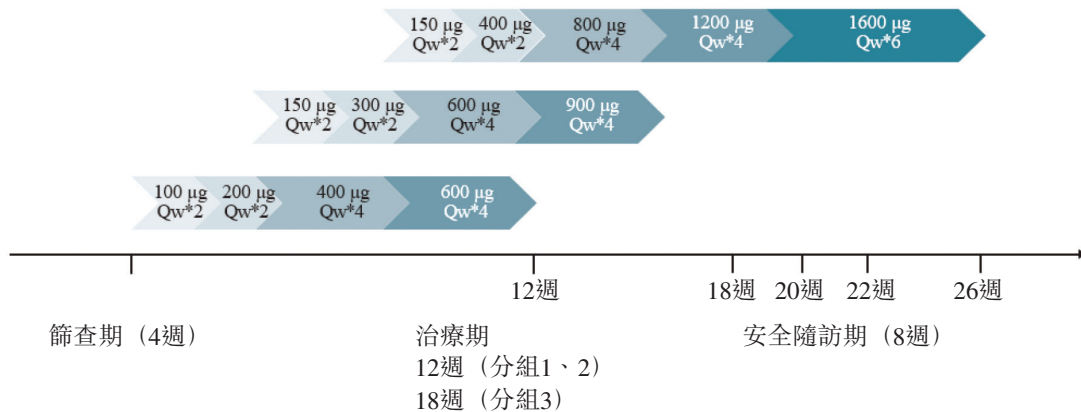 150 μg
Qw*2
400 μg
Qw*2
800 μg
Qw*4
1200 μg
Qw*4
1600 μg
Qw*6
150 μg
Qw*2
300 μg
Qw*2
600 μg
Qw*4
900 μg
Qw*4
100 μg
Qw*2
200 μg
Qw*2
400 μg
Qw*4
600 μg
Qw*4
12週
18週
20週
22週
26週
篩查期（4週）
治療期
12週（分組1、2）
18週（分組3）
安全隨訪期（8週）